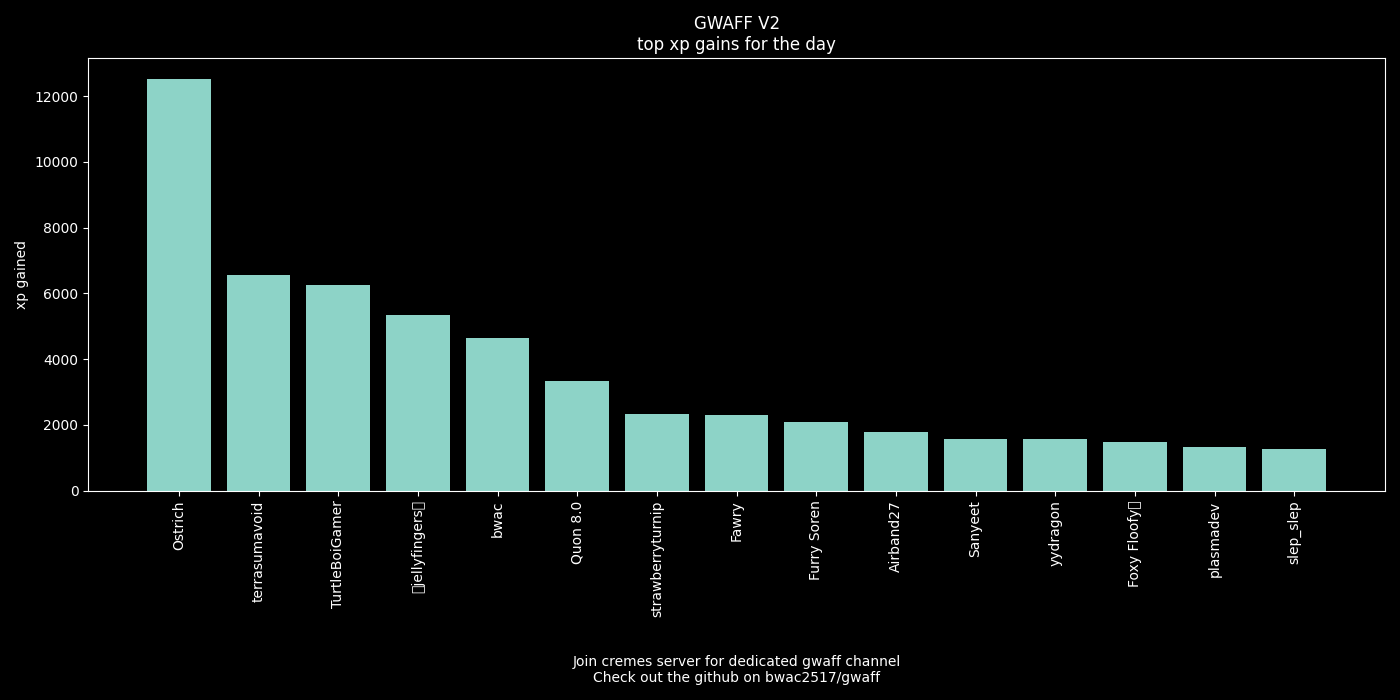 GWAFF V2
top xp gains for the day
xp gained
12000
10000
8000
6000
4000
2000
0
Ostrich
terrasumavoid
TurtleBoiGamer
▯jellyfingers▯
bwac
Quon 8.0
strawberryturnip
Fawry
Furry Soren
Airband27
Sanyeet
yydragon
Foxy Floofy▯
plasmadev
slep_slep
Join cremes server for dedicated gwaff channel
Check out the github on bwac2517/gwaff